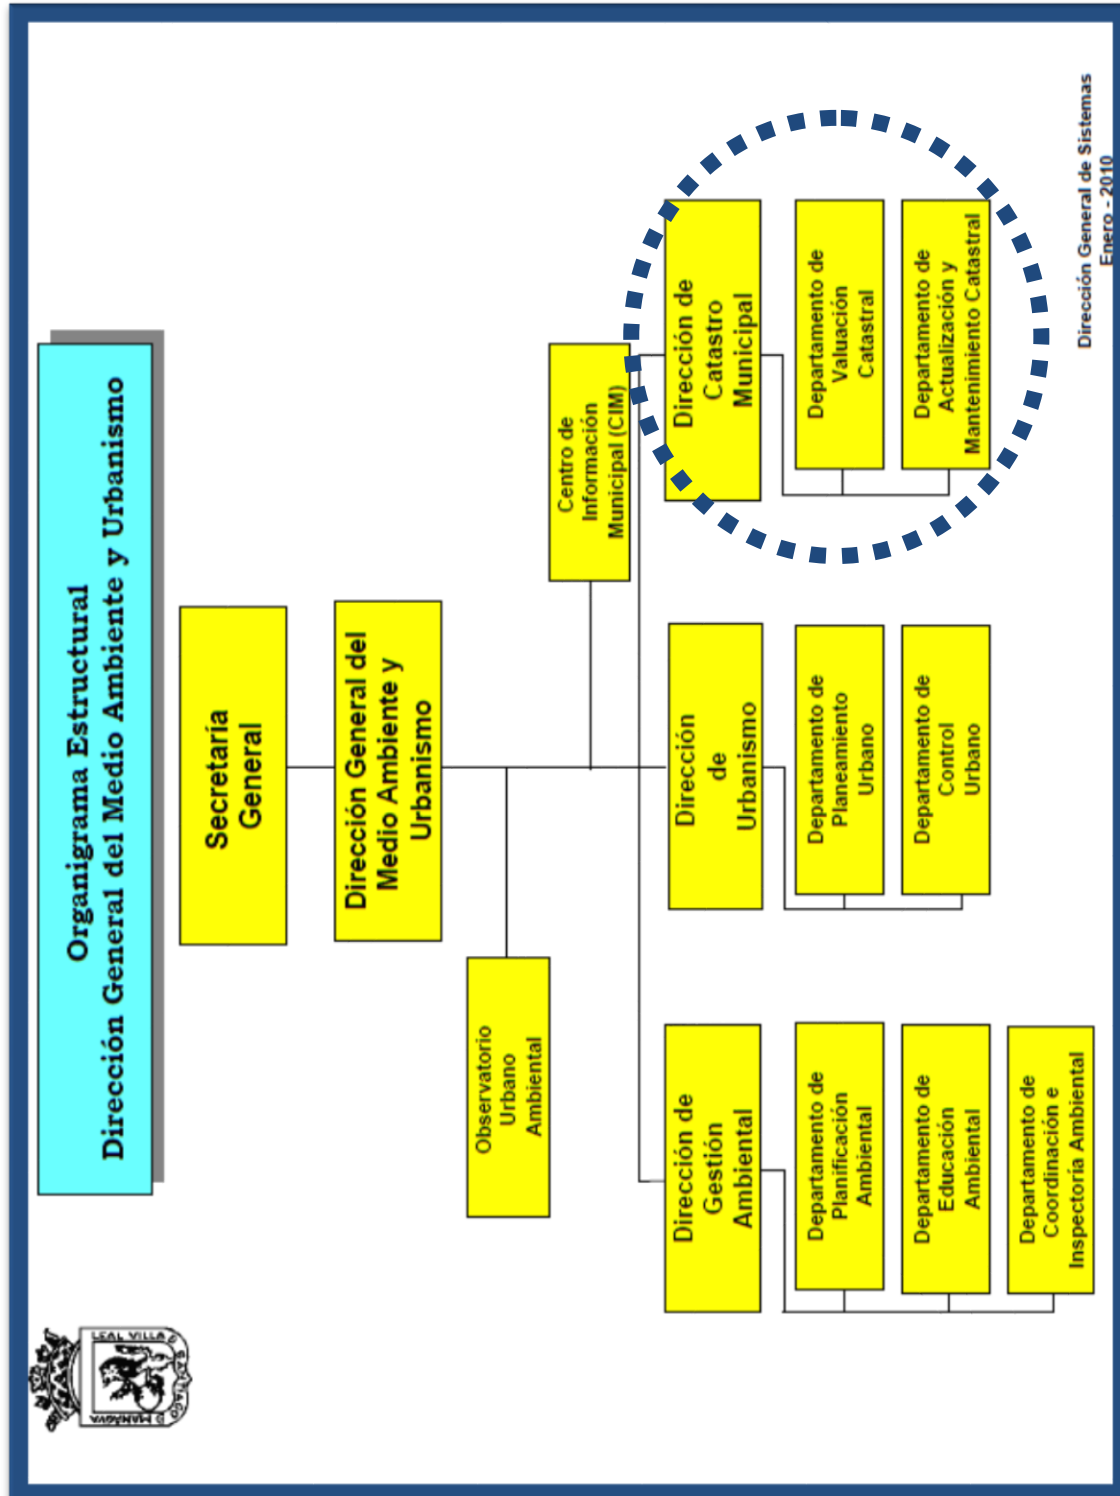 LEAL VILLA D
SANTIAGO
D MANAGVA
Organigrama Estructural
Dirección General del Medio Ambiente y Urbanismo
Secretaría
General
Dirección General del
Medio Ambiente y
Urbanismo
Observatorio
Urbano
Ambiental
Centro de
Información
Municipal (CIM)
Dirección de
Gestión
Ambiental
Departamento de
Planificación
Ambiental
Departamento de
Educación
Ambiental
Departamento de
Coordinación e
Inspectoría Ambiental
Dirección
de
Urbanismo
Departamento de
Planeamiento
Urbano
Departamento de
Control
Urbano
Dirección de
Catastro
Municipal
Departamento de
Valuación
Catastral
Departamento de
Actualización y
Mantenimiento Catastral
Dirección General de Sistemas
Enero - 2010